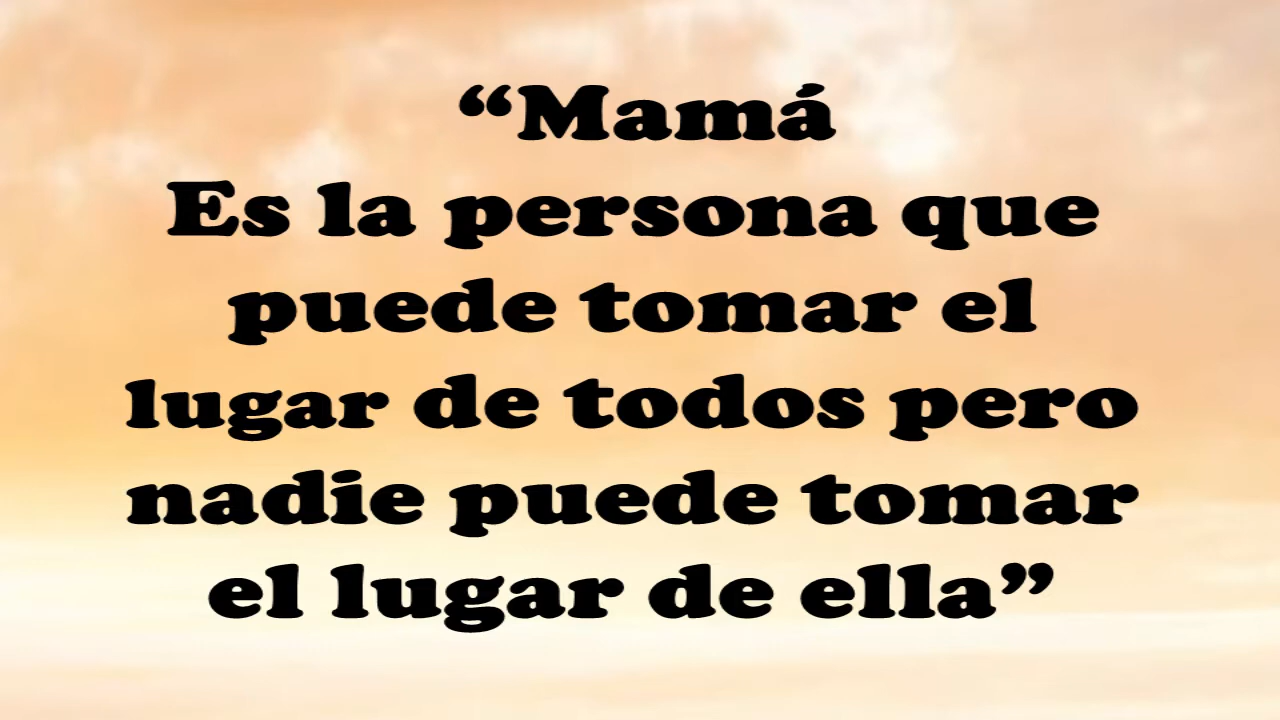 “Mamá
Es la persona que
puede tomar el
lugar de todos pero
nadie puede tomar
el lugar de ella”